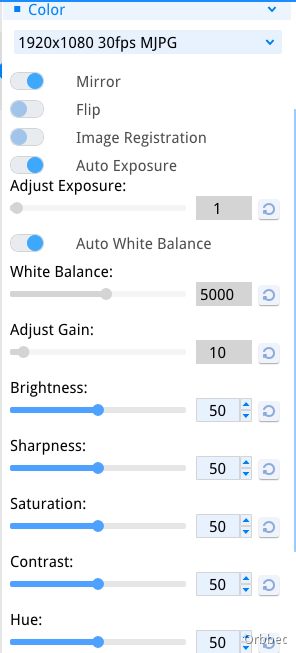 Color
1920x1080 30fps MJPG
Mirror
Flip
Image Registration
Auto Exposure
Adjust Exposure:
1
Auto White Balance
White Balance:
5000
Adjust Gain:
10
Brightness:
50
Sharpness:
50
Saturation:
50
Contrast:
50
Hue:
50
Orbbec